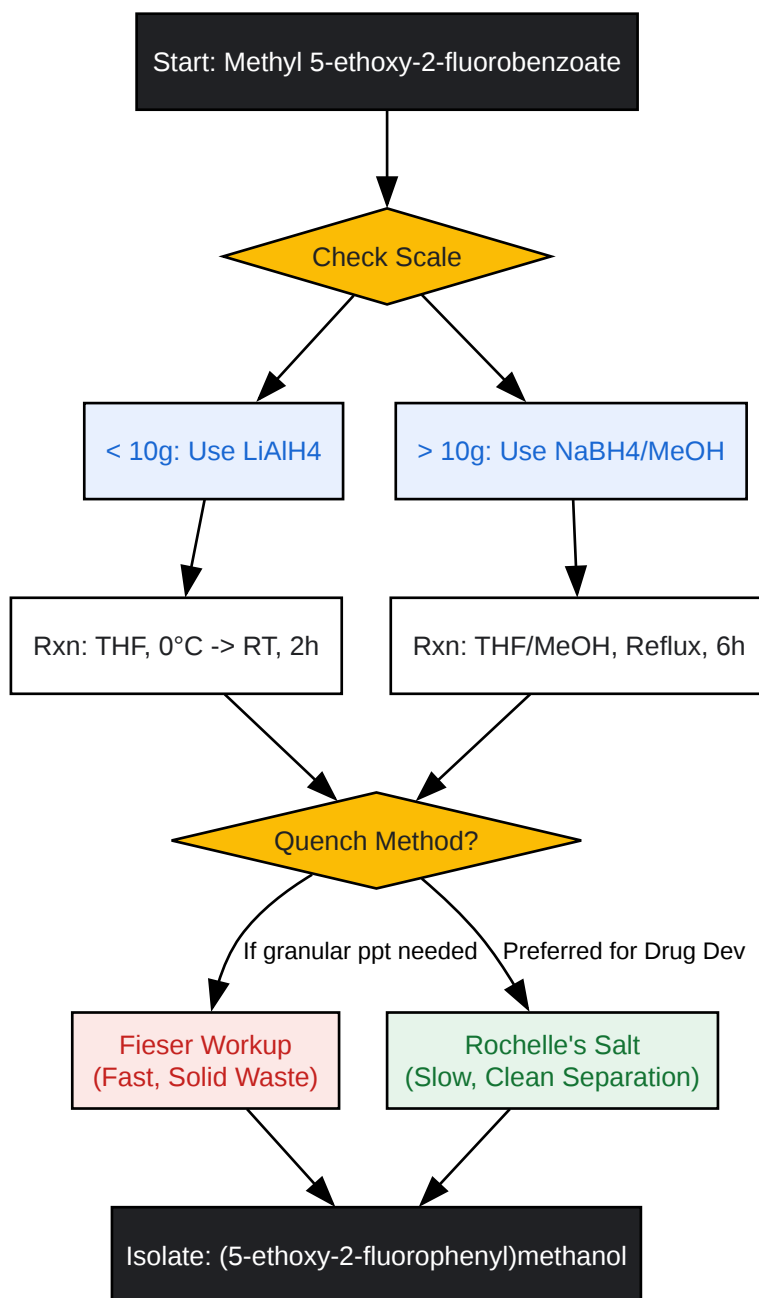 Start: Methyl 5-ethoxy-2-fluorobenzoate
Check Scale
< 10g: Use LiAlH4
> 10g: Use NaBH4/MeOH
Rxn: THF, 0°C -> RT, 2h
Rxn: THF/MeOH, Reflux, 6h
Quench Method?
If granular ppt needed
Preferred for Drug Dev
Fieser Workup
(Fast, Solid Waste)
Rochelle's Salt
(Slow, Clean Separation)
Isolate: (5-ethoxy-2-fluorophenyl)methanol